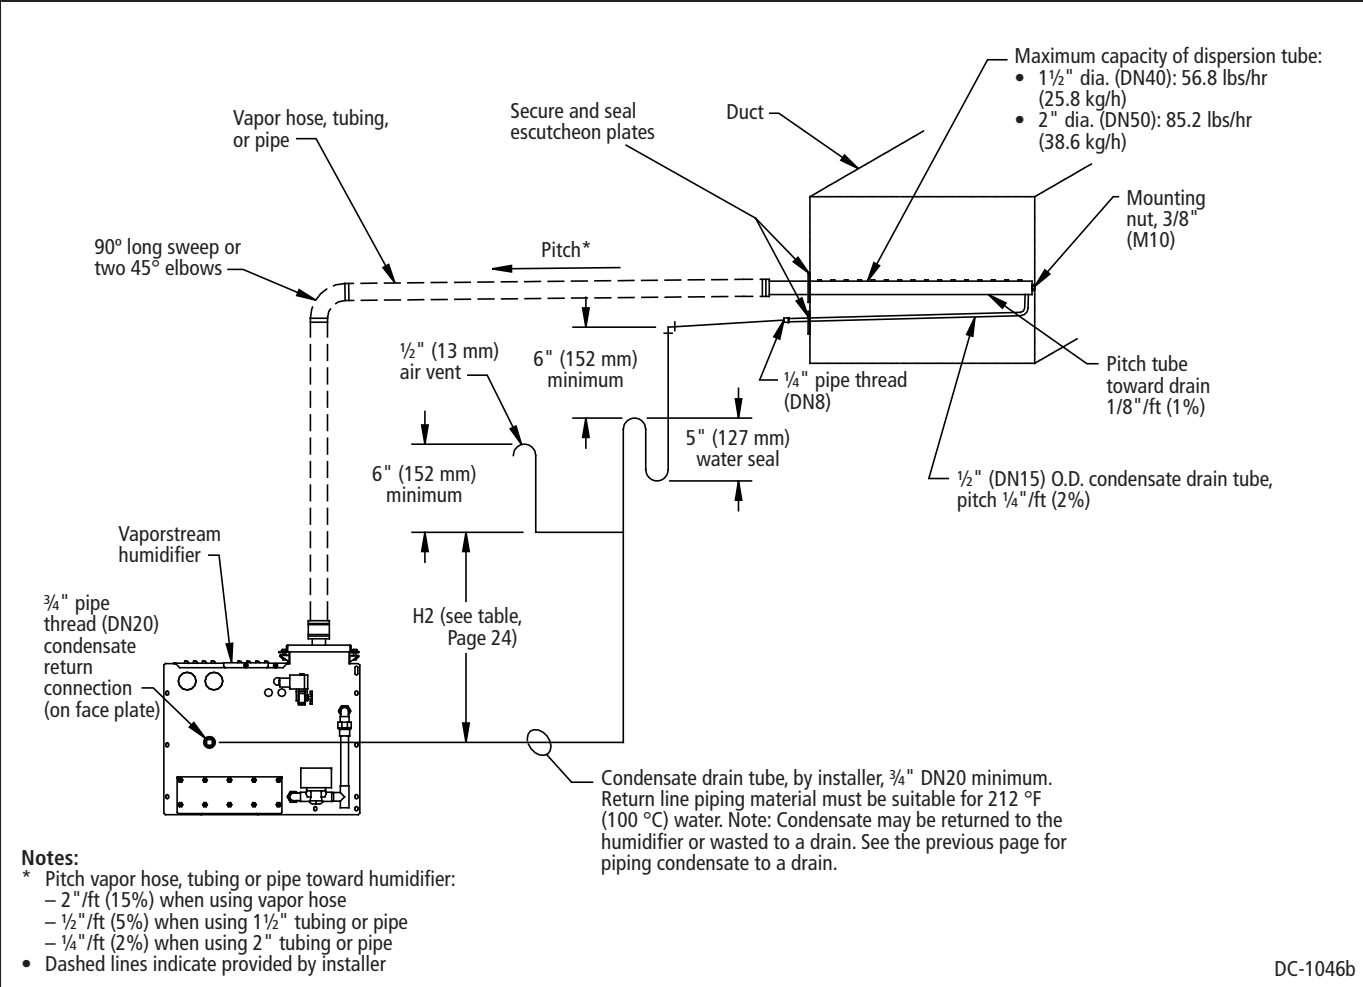 Maximum capacity of dispersion tube:
• 1½" dia. (DN40): 56.8 lbs/hr
(25.8 kg/h)
• 2" dia. (DN50): 85.2 lbs/hr
(38.6 kg/h)
Secure and seal
escutcheon plates
Duct
Vapor hose, tubing,
or pipe
Mounting
nut, 3/8"
(M10)
90º long sweep or
two 45° elbows
Pitch*
½" (13 mm)
air vent
6" (152 mm)
minimum
¼" pipe thread
(DN8)
Pitch tube
toward drain
1/8"/ft (1%)
5" (127 mm)
water seal
6" (152 mm)
minimum
½" (DN15) O.D. condensate drain tube,
pitch ¼"/ft (2%)
Vaporstream
humidifier
¾" pipe
thread (DN20)
condensate
return
connection
(on face plate)
H2 (see table,
Page 24)
Condensate drain tube, by installer, ¾" DN20 minimum.
Return line piping material must be suitable for 212 °F
(100 °C) water. Note: Condensate may be returned to the
humidifier or wasted to a drain. See the previous page for
piping condensate to a drain.
Notes:
* Pitch vapor hose, tubing or pipe toward humidifier:
– 2"/ft (15%) when using vapor hose
– ½"/ft (5%) when using 1½" tubing or pipe
– ¼"/ft (2%) when using 2" tubing or pipe
• Dashed lines indicate provided by installer
DC-1046b